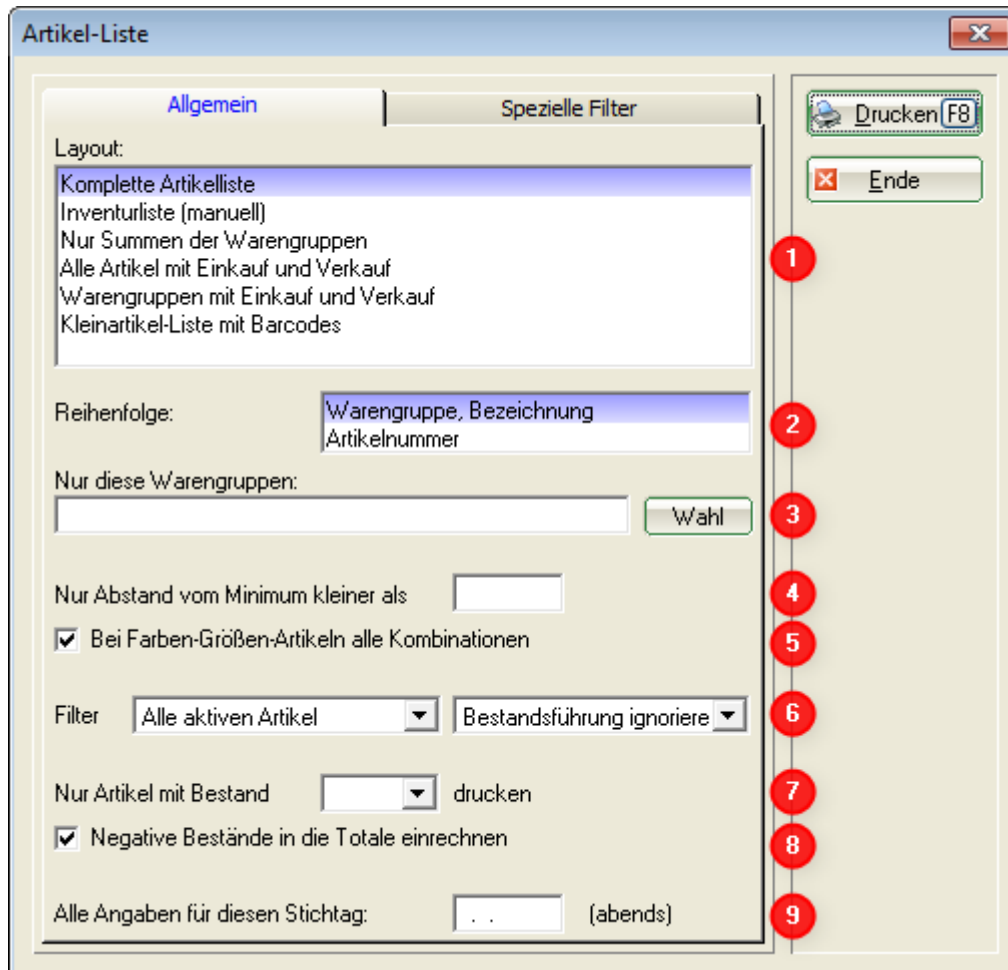 Artikel-Liste
Allgemein
Spezielle Filter
Drucken F8
Ende
Layout:
Komplette Artikelliste
Inventurliste (manuell)
Nur Summen der Warengruppen
Alle Artikel mit Einkauf und Verkauf
Warengruppen mit Einkauf und Verkauf
Kleinartikel-Liste mit Barcodes
1
Reihenfolge:
Warengruppe, Bezeichnung
Artikelnummer
2
Nur diese Warengruppen:
Wahl
3
Nur Abstand vom Minimum kleiner als
4
Bei Farben-Größen-Artikeln alle Kombinationen
5
Filter Alle aktiven Artikel Bestandsführung ignoriere
6
Nur Artikel mit Bestand drucken
7
Negative Bestände in die Totale einrechnen
8
Alle Angaben für diesen Stichtag: . . (abends)
9